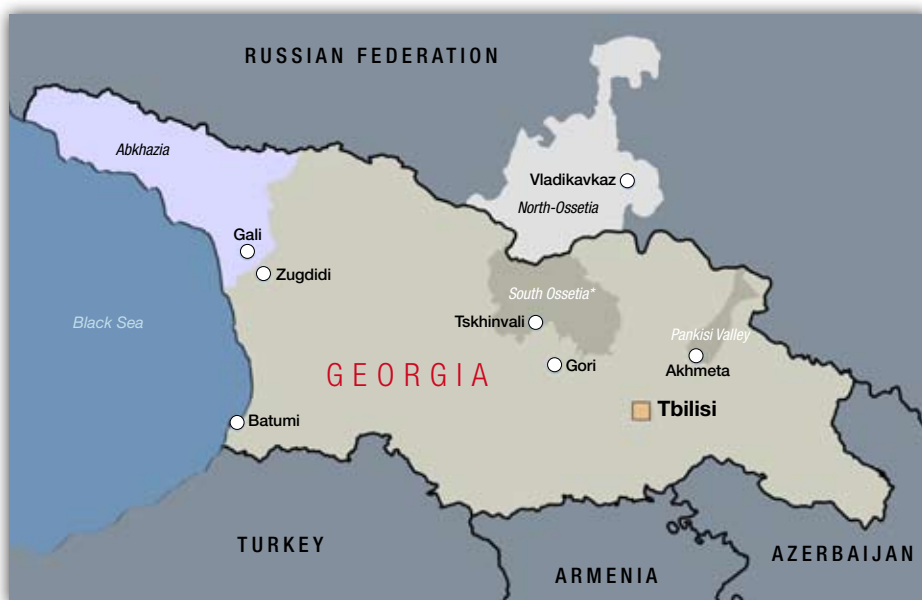 RUSSIAN FEDERATION
Abkhazia
Vladikavkaz
North-Ossetia
Gali
Zugdidi
South Ossetia*
Black Sea
Tskhinvali
Pankisi Valley
Gori
Akhmeta
GEORGIA
Tbilisi
Batumi
TURKEY
AZERBAIJAN
ARMENIA